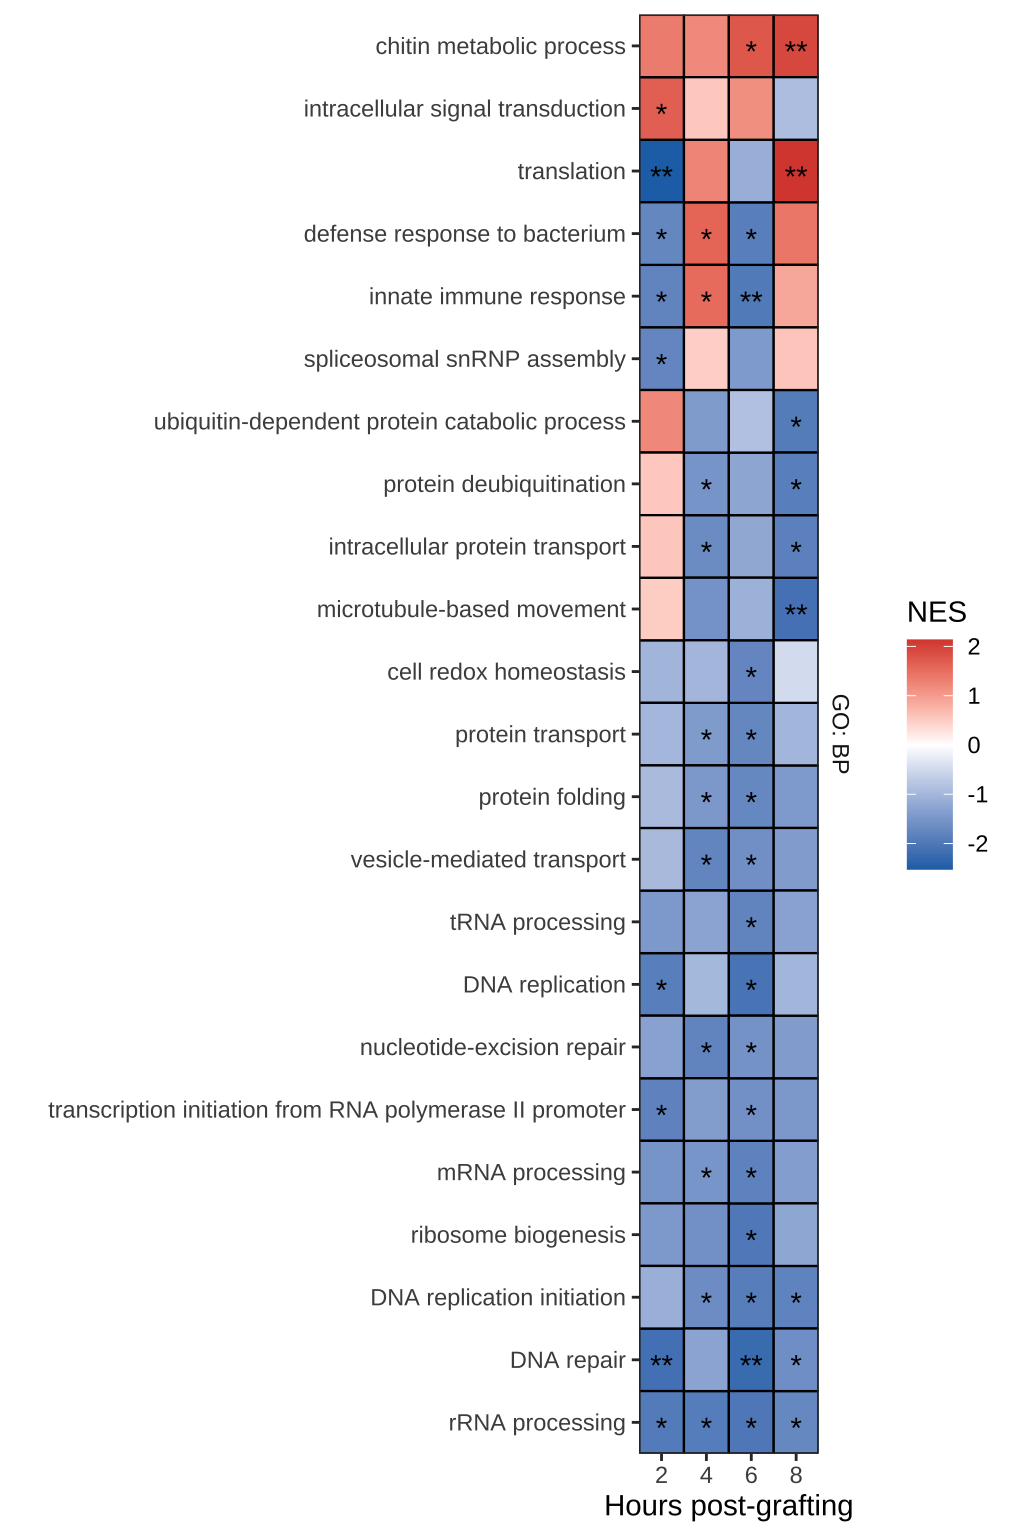 chitin metabolic process * **
intracellular signal transduction *
translation ** **
defense response to bacterium * * *
innate immune response * * **
spliceosomal snRNP assembly *
ubiquitin-dependent protein catabolic process *
protein deubiquitination * *
intracellular protein transport * *
microtubule-based movement **
cell redox homeostasis *
protein transport * *
protein folding * *
vesicle-mediated transport * *
tRNA processing *
DNA replication * *
nucleotide-excision repair * *
transcription initiation from RNA polymerase II promoter * *
mRNA processing * *
ribosome biogenesis *
DNA replication initiation * * *
DNA repair ** ** *
rRNA processing * * * *
2 4 6 8
Hours post-grafting
GO: BP
NES
2
1
0
-1
-2